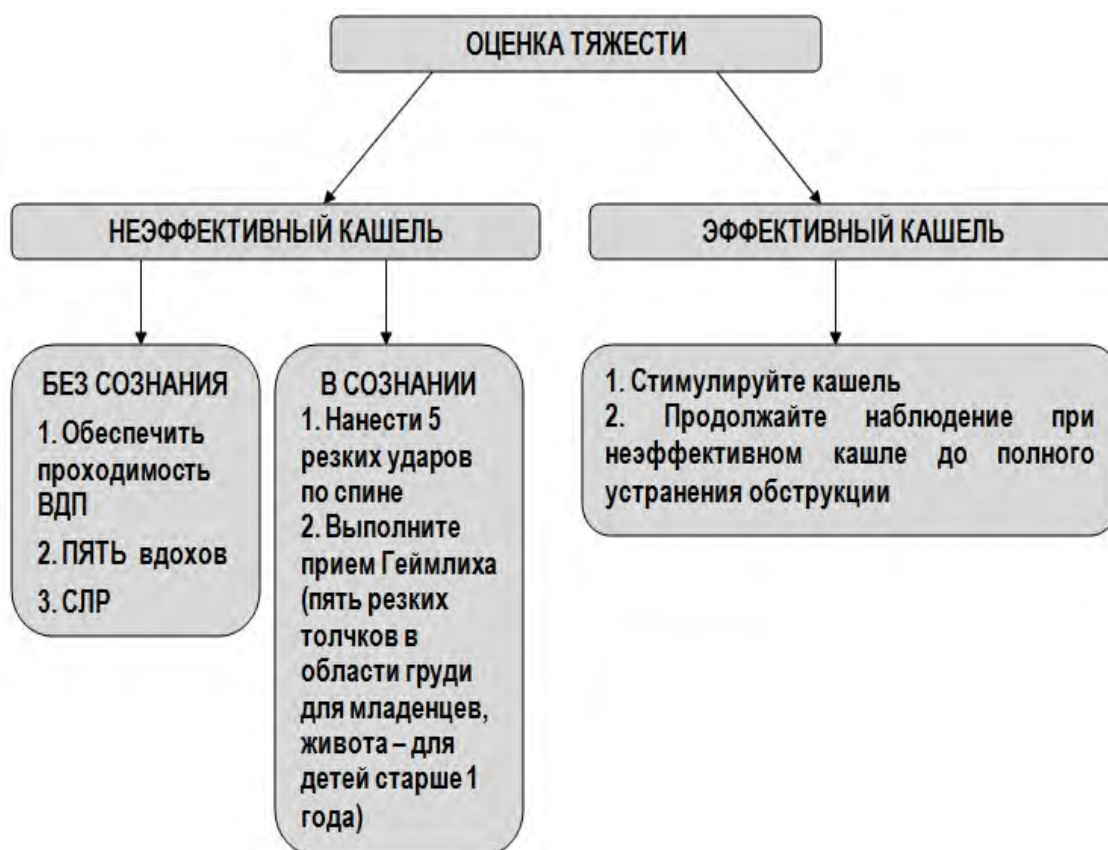 ОЦЕНКА ТЯЖЕСТИ
НЕЭФФЕКТИВНЫЙ КАШЕЛЬ
ЭФФЕКТИВНЫЙ КАШЕЛЬ
БЕЗ СОЗНАНИЯ
1. Обеспечить
проходимость
ВДП
2. ПЯТЬ вдохов
3. СЛР
В СОЗНАНИИ
1. Нанести 5
резких ударов
по спине
2. Выполните
прием Геймлиха
(пять резких
толчков в
области груди
для младенцев,
живота – для
детей старше 1
года)
1. Стимулируйте кашель
2. Продолжайте наблюдение при
неэффективном кашле до полного
устранения обструкции